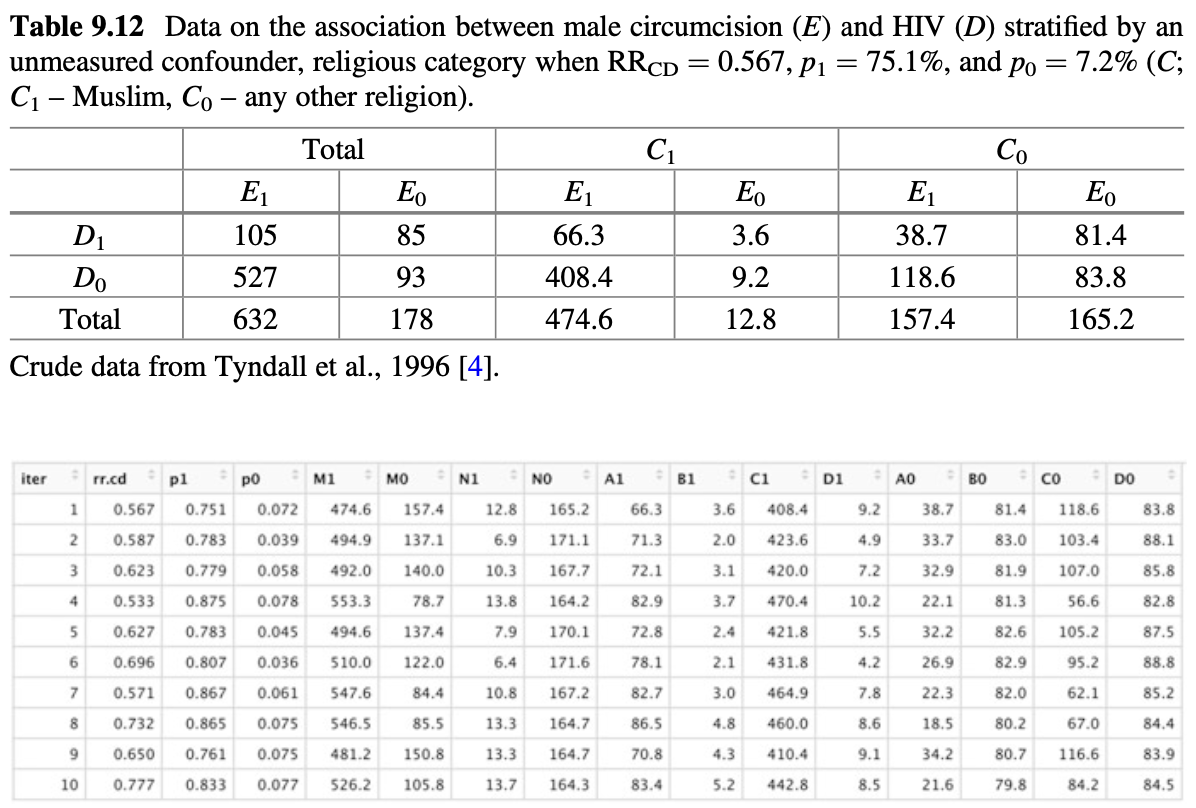 Table 9.12 Data on the association between male circumcision (E) and HIV (D) stratified by an
unmeasured confounder, religious category when RRCD = 0.567, p1 = 75.1%, and p0 = 7.2% (C;
C1 – Muslim, C0 – any other religion).
Total C1 C0
E1 E0 E1 E0 E1 E0
D1 105 85 66.3 3.6 38.7 81.4
D0 527 93 408.4 9.2 118.6 83.8
Total 632 178 474.6 12.8 157.4 165.2
Crude data from Tyndall et al., 1996 [4].
iter rr.cd p1 p0 M1 M0 N1 N0 A1 B1 C1 D1 A0 B0 C0 D0
1 0.567 0.751 0.072 474.6 157.4 12.8 165.2 66.3 3.6 408.4 9.2 38.7 81.4 118.6 83.8
2 0.587 0.783 0.039 494.9 137.1 6.9 171.1 71.3 2.0 423.6 4.9 33.7 83.0 103.4 88.1
3 0.623 0.779 0.058 492.0 140.0 10.3 167.7 72.1 3.1 420.0 7.2 32.9 81.9 107.0 85.8
4 0.533 0.875 0.078 553.3 78.7 13.8 164.2 82.9 3.7 470.4 10.2 22.1 81.3 56.6 82.8
5 0.627 0.783 0.045 494.6 137.4 7.9 170.1 72.8 2.4 421.8 5.5 32.2 82.6 105.2 87.5
6 0.696 0.807 0.036 510.0 122.0 6.4 171.6 78.1 2.1 431.8 4.2 26.9 82.9 95.2 88.8
7 0.571 0.867 0.061 547.6 84.4 10.8 167.2 82.7 3.0 464.9 7.8 22.3 82.0 62.1 85.2
8 0.732 0.865 0.075 546.5 85.5 13.3 164.7 86.5 4.8 460.0 8.6 18.5 80.2 67.0 84.4
9 0.650 0.761 0.075 481.2 150.8 13.3 164.7 70.8 4.3 410.4 9.1 34.2 80.7 116.6 83.9
10 0.777 0.833 0.077 526.2 105.8 13.7 164.3 83.4 5.2 442.8 8.5 21.6 79.8 84.2 84.5